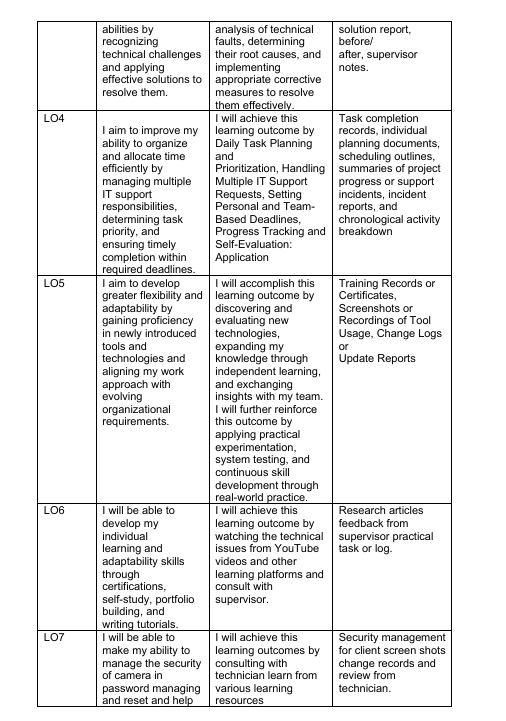 abilities by
recognizing
technical challenges
and applying
effective solutions to
resolve them.
analysis of technical
faults, determining
their root causes, and
implementing
appropriate corrective
measures to resolve
them effectively.
solution report,
before/
after, supervisor
notes.
LO4
I aim to improve my
ability to organize
and allocate time
efficiently by
managing multiple
IT support
responsibilities,
determining task
priority, and
ensuring timely
completion within
required deadlines.
I will achieve this
learning outcome by
Daily Task Planning
and
Prioritization, Handling
Multiple IT Support
Requests, Setting
Personal and Team-
Based Deadlines,
Progress Tracking and
Self-Evaluation:
Application
Task completion
records, individual
planning documents,
scheduling outlines,
summaries of project
progress or support
incidents, incident
reports, and
chronological activity
breakdown
LO5
I aim to develop
greater flexibility and
adaptability by
gaining proficiency
in newly introduced
tools and
technologies and
aligning my work
approach with
evolving
organizational
requirements.
I will accomplish this
learning outcome by
discovering and
evaluating new
technologies,
expanding my
knowledge through
independent learning,
and exchanging
insights with my team.
I will further reinforce
this outcome by
applying practical
experimentation,
system testing, and
continuous skill
development through
real-world practice.
Training Records or
Certificates,
Screenshots or
Recordings of Tool
Usage, Change Logs
or
Update Reports
LO6
I will be able to
develop my
individual
learning and
adaptability skills
through
certifications,
self-study, portfolio
building, and
writing tutorials.
I will achieve this
learning outcome by
watching the technical
issues from YouTube
videos and other
learning platforms and
consult with
supervisor.
Research articles
feedback from
supervisor practical
task or log.
LO7
I will be able to
make my ability to
manage the security
of camera in
password managing
and reset and help
I will achieve this
learning outcomes by
consulting with
technician learn from
various learning
resources
Security management
for client screen shots
change records and
review from
technician.